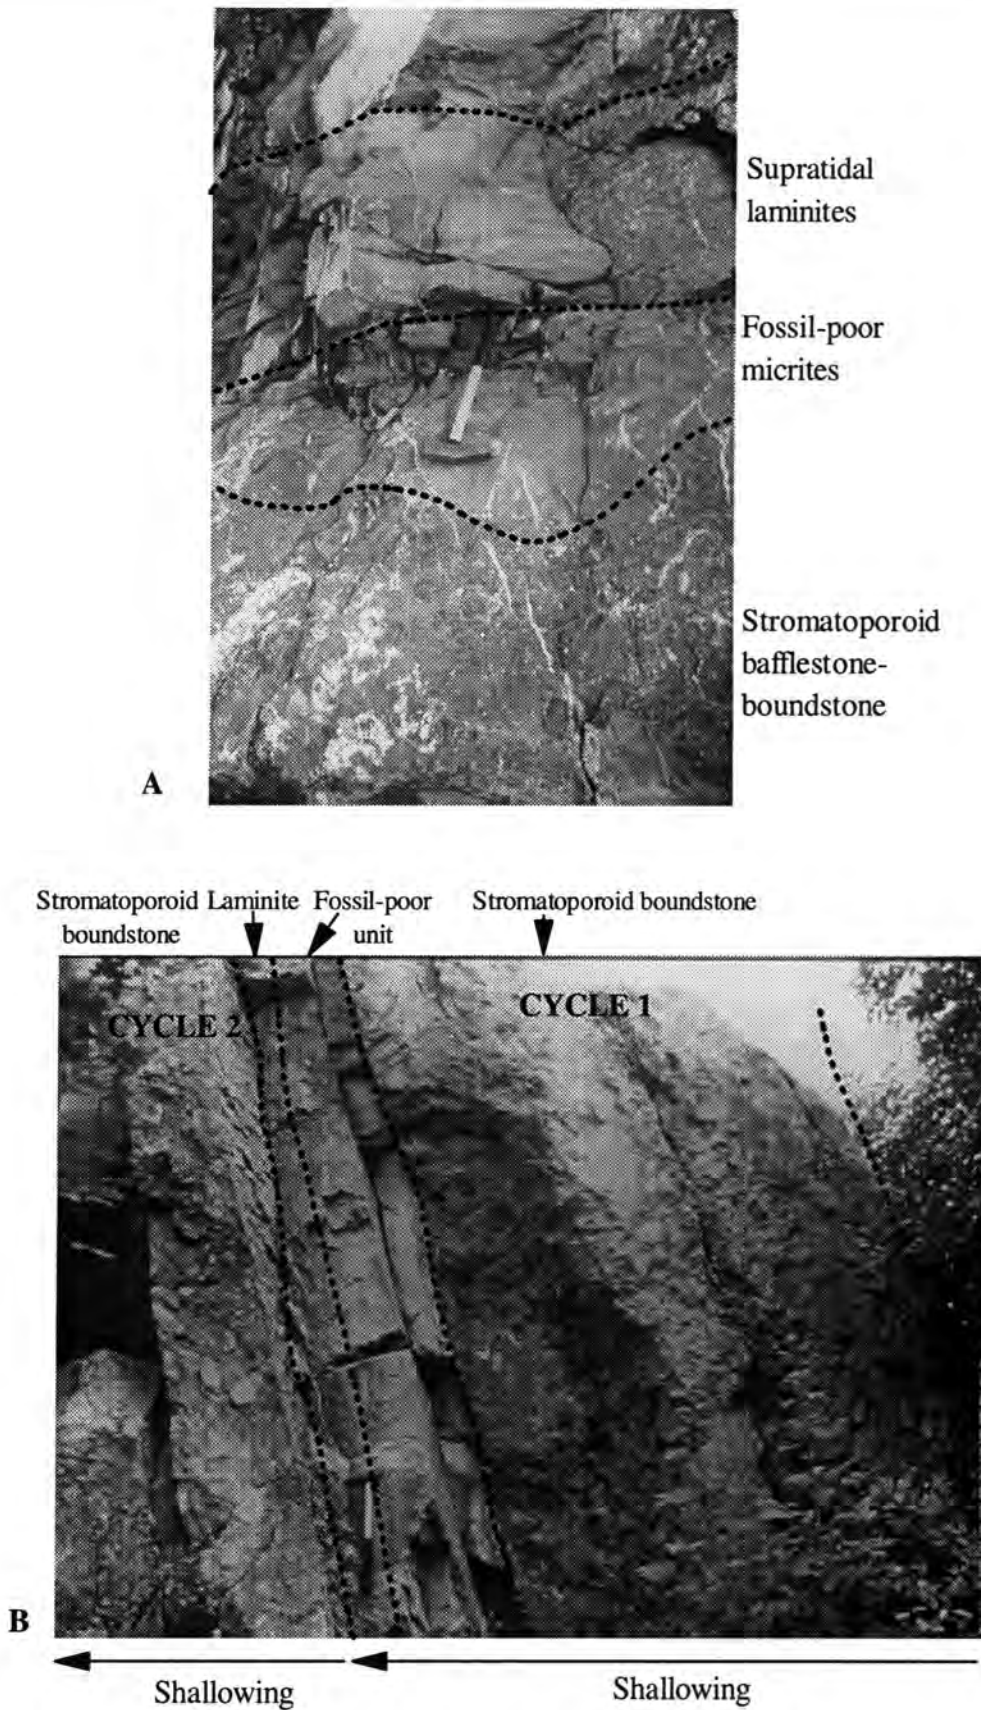 Supratidal
laminites
Fossil-poor
micrites
Stromatoporoid
bafflestone-
boundstone
A
Stromatoporoid Laminite Fossil-poor Stromatoporoid boundstone
boundstone unit
CYCLE 2 CYCLE 1
B
Shallowing Shallowing